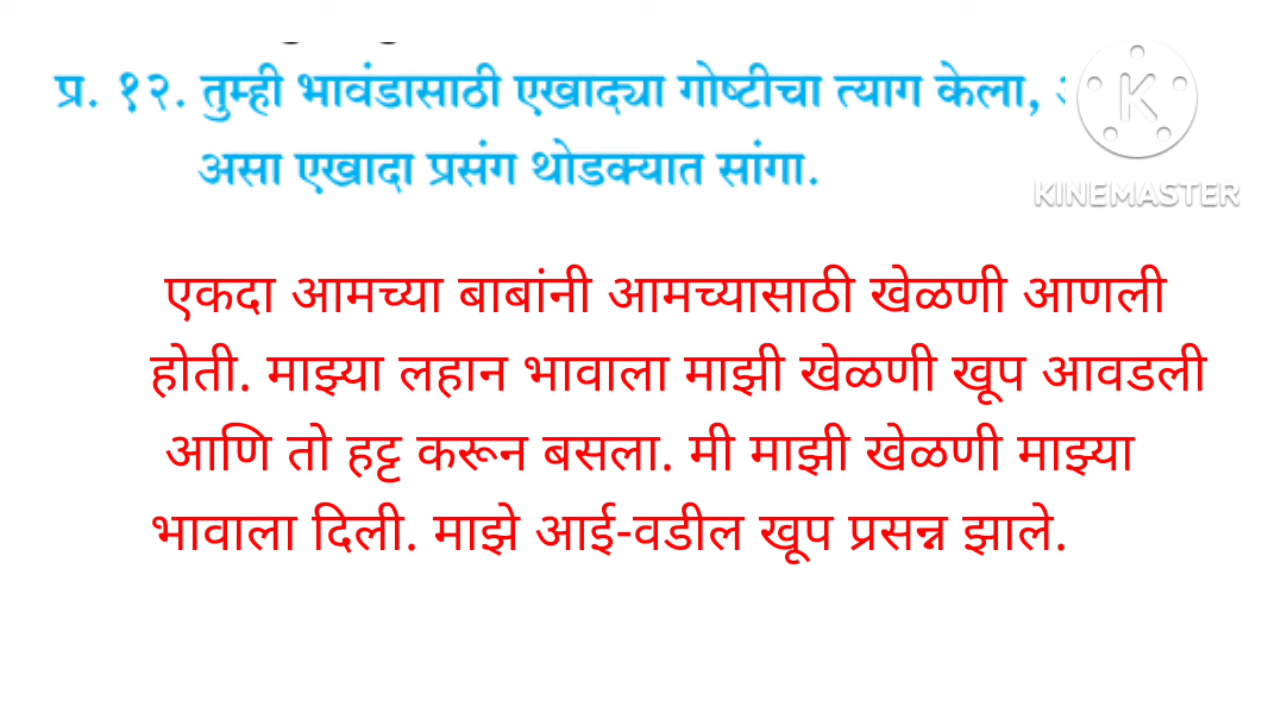 प्र. १२. तुम्ही भावंडासाठी एखाद्या गोष्टीचा त्याग केला,
असा एखादा प्रसंग थोडक्यात सांगा.
K
KINEMASTER
एकदा आमच्या बाबांनी आमच्यासाठी खेळणी आणली
होती. माझ्या लहान भावाला माझी खेळणी खूप आवडली
आणि तो हट्ट करून बसला. मी माझी खेळणी माझ्या
भावाला दिली. माझे आई-वडील खूप प्रसन्न झाले.